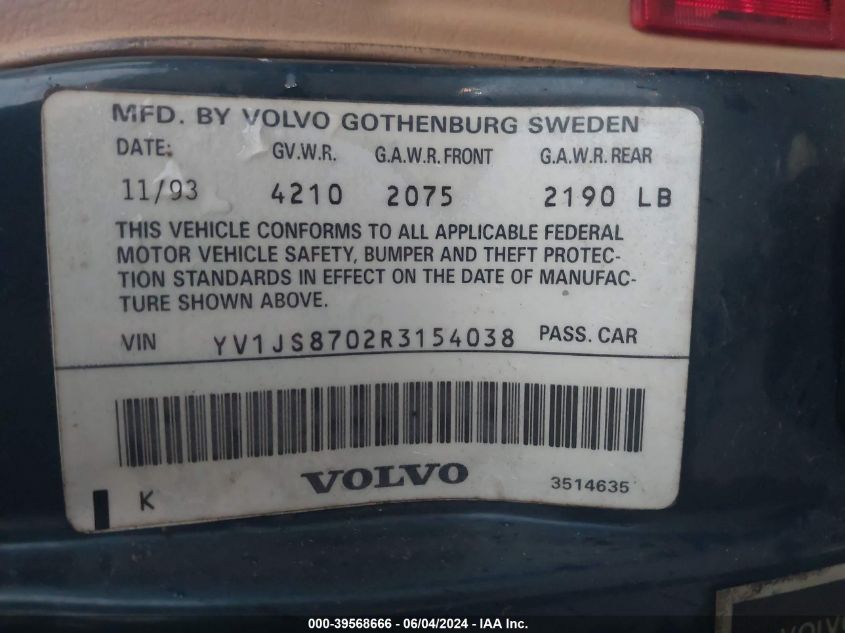 MFD. BY VOLVO GOTHENBURG SWEDEN
DATE: GV.W.R. G.A.W.R. FRONT G.A.W.R. REAR
11/93 4210 2075 2190 LB
THIS VEHICLE CONFORMS TO ALL APPLICABLE FEDERAL
MOTOR VEHICLE SAFETY, BUMPER AND THEFT PROTEC-
TION STANDARDS IN EFFECT ON THE DATE OF MANUFAC-
TURE SHOWN ABOVE.
VIN YV1JS8702R3154038 PASS. CAR
VOLVO
K 3514635
VOLVO
000-39568666 - 06/04/2024 - IAAI Inc.